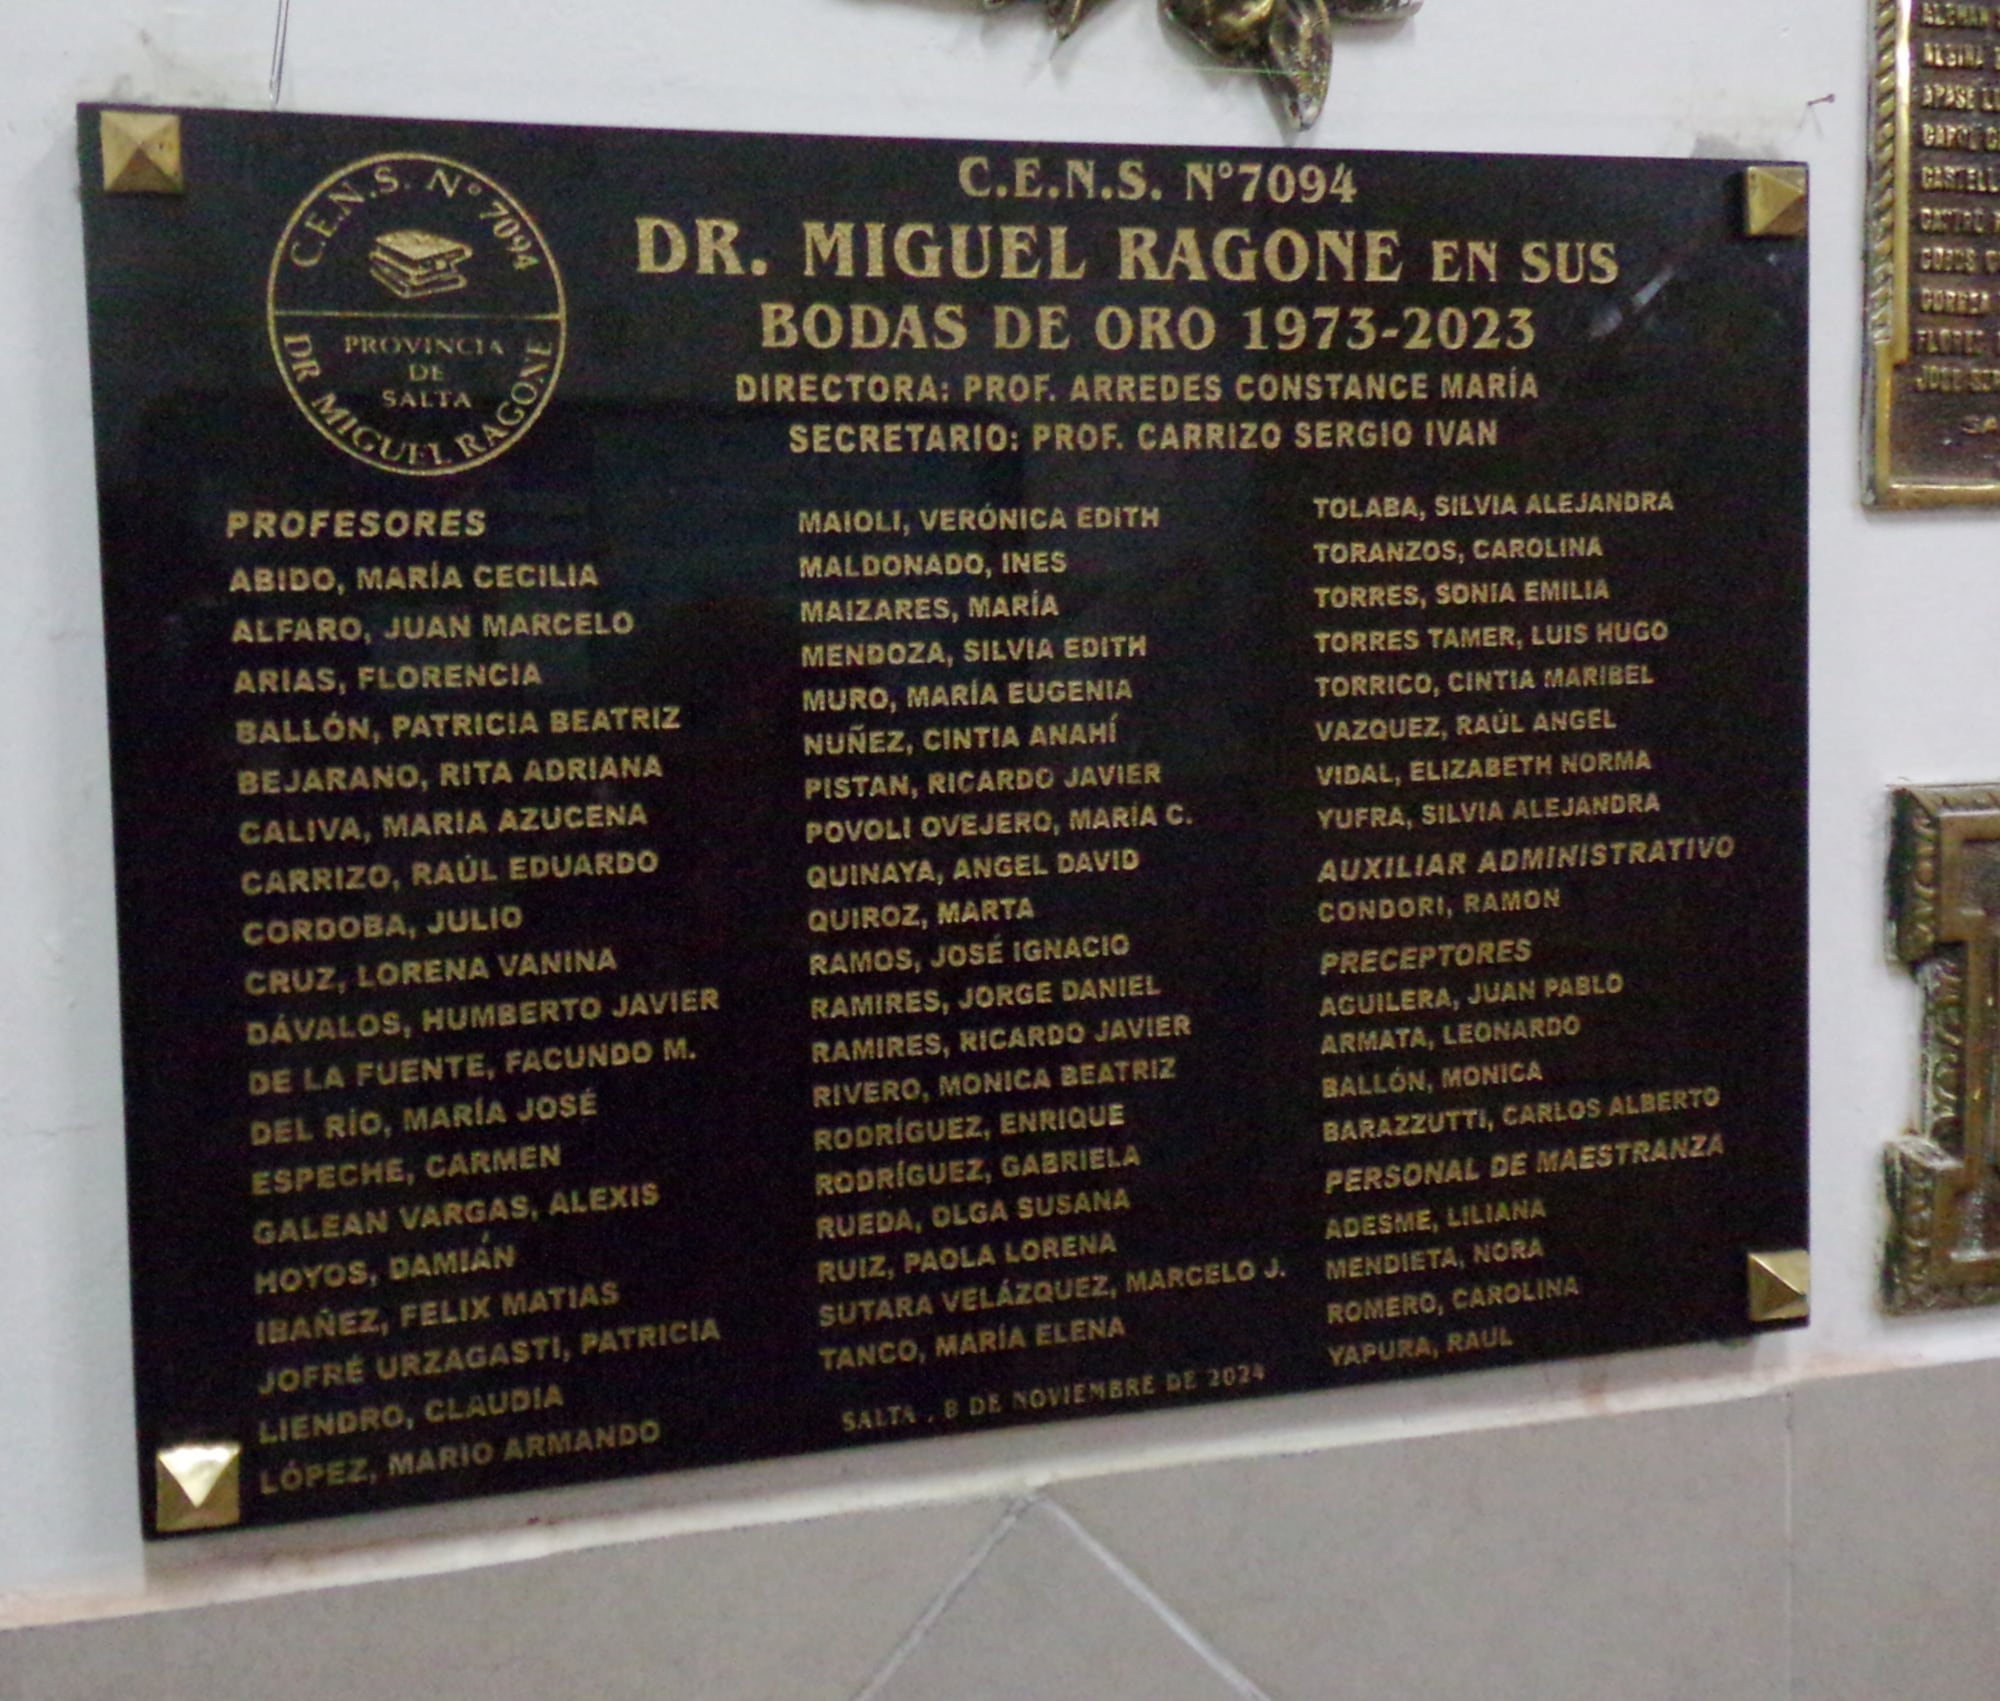 C.E.N.S. N° 7094
PROVINCIA
DE
SALTA
DR MIGUEL RAGONE
C.E.N.S. N°7094
DR. MIGUEL RAGONE EN SUS
BODAS DE ORO 1973-2023
DIRECTORA: PROF. ARREDES CONSTANCE MARÍA
SECRETARIO: PROF. CARRIZO SERGIO IVAN
PROFESORES
ABIDO, MARÍA CECILIA
ALFARO, JUAN MARCELO
ARIAS, FLORENCIA
BALLÓN, PATRICIA BEATRIZ
BEJARANO, RITA ADRIANA
CALIVA, MARIA AZUCENA
CARRIZO, RAÚL EDUARDO
CORDOBA, JULIO
CRUZ, LORENA VANINA
DÁVALOS, HUMBERTO JAVIER
DE LA FUENTE, FACUNDO M.
DEL RÍO, MARÍA JOSÉ
ESPECHE, CARMEN
GALEAN VARGAS, ALEXIS
HOYOS, DAMIÁN
IBAÑEZ, FELIX MATIAS
JOFRÉ URZAGASTI, PATRICIA
LIENDRO, CLAUDIA
LÓPEZ, MARIO ARMANDO
MAIOLI, VERÓNICA EDITH
MALDONADO, INES
MAIZARES, MARÍA
MENDOZA, SILVIA EDITH
MURO, MARÍA EUGENIA
NUÑEZ, CINTIA ANAHÍ
PISTAN, RICARDO JAVIER
POVOLI OVEJERO, MARÍA C.
QUINAYA, ANGEL DAVID
QUIROZ, MARTA
RAMOS, JOSÉ IGNACIO
RAMIRES, JORGE DANIEL
RAMIRES, RICARDO JAVIER
RIVERO, MONICA BEATRIZ
RODRÍGUEZ, ENRIQUE
RODRÍGUEZ, GABRIELA
RUEDA, OLGA SUSANA
RUIZ, PAOLA LORENA
SUTARA VELÁZQUEZ, MARCELO J.
TANCO, MARÍA ELENA
TOLABA, SILVIA ALEJANDRA
TORANZOS, CAROLINA
TORRES, SONIA EMILIA
TORRES TAMER, LUIS HUGO
TORRICO, CINTIA MARIBEL
VAZQUEZ, RAÚL ANGEL
VIDAL, ELIZABETH NORMA
YUFRA, SILVIA ALEJANDRA
AUXILIAR ADMINISTRATIVO
CONDORI, RAMON
PRECEPTORES
AGUILERA, JUAN PABLO
ARMATA, LEONARDO
BALLÓN, MONICA
BARAZZUTTI, CARLOS ALBERTO
PERSONAL DE MAESTRANZA
ADESME, LILIANA
MENDIETA, NORA
ROMERO, CAROLINA
YAPURA, RAUL
SALTA , 8 DE NOVIEMBRE DE 2024